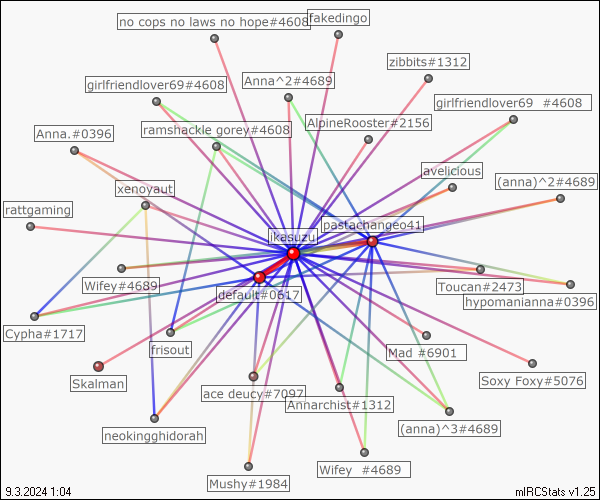 no cops no laws no hope#4608
fakedingo
zibbits#1312
girlfriendlover69#4608
Anna^2#4689
girlfriendlover69  #4608
Anna.#0396
ramshackle gorey#4608
AlpineRooster#2156
avelicious
(anna)^2#4689
xenoyaut
rattgaming
pastachangeo41
ikasuzu
Wifey#4689
Toucan#2473
default#0617
hypomanianna#0396
Cypha#1717
frisout
Mad #6901
Skalman
Soxy Foxy#5076
ace deucy#7097
Annarchist#1312
neokingghidorah
(anna)^3#4689
Wifey  #4689
Mushy#1984
9.3.2024 1:04
mIRCStats v1.25